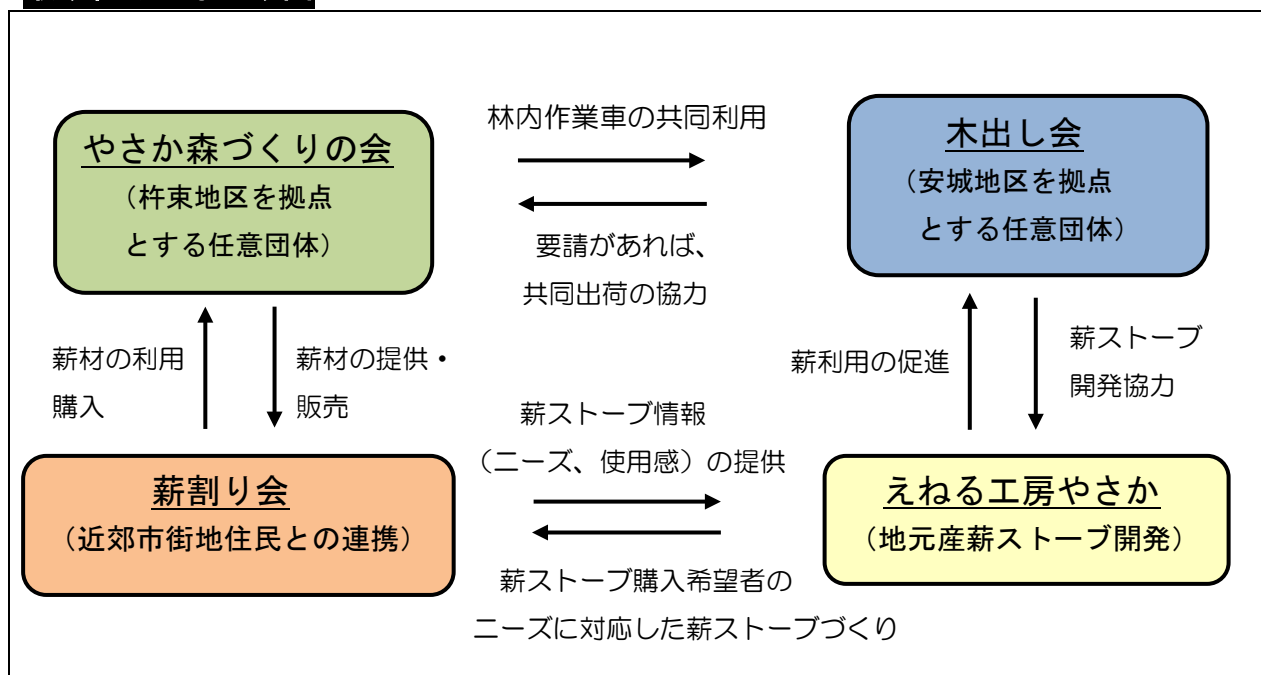 やさか森づくりの会
（杵束地区を拠点
とする任意団体）
林内作業車の共同利用
要請があれば、
共同出荷の協力
木出し会
（安城地区を拠点
とする任意団体）
薪材の利用
購入
薪材の提供・
販売
薪利用の促進
薪ストーブ
開発協力
薪割り会
（近郊市街地住民との連携）
薪ストーブ情報
（ニーズ、使用感）の提供
薪ストーブ購入希望者の
ニーズに対応した薪ストーブづくり
えねる工房やさか
（地元産薪ストーブ開発）